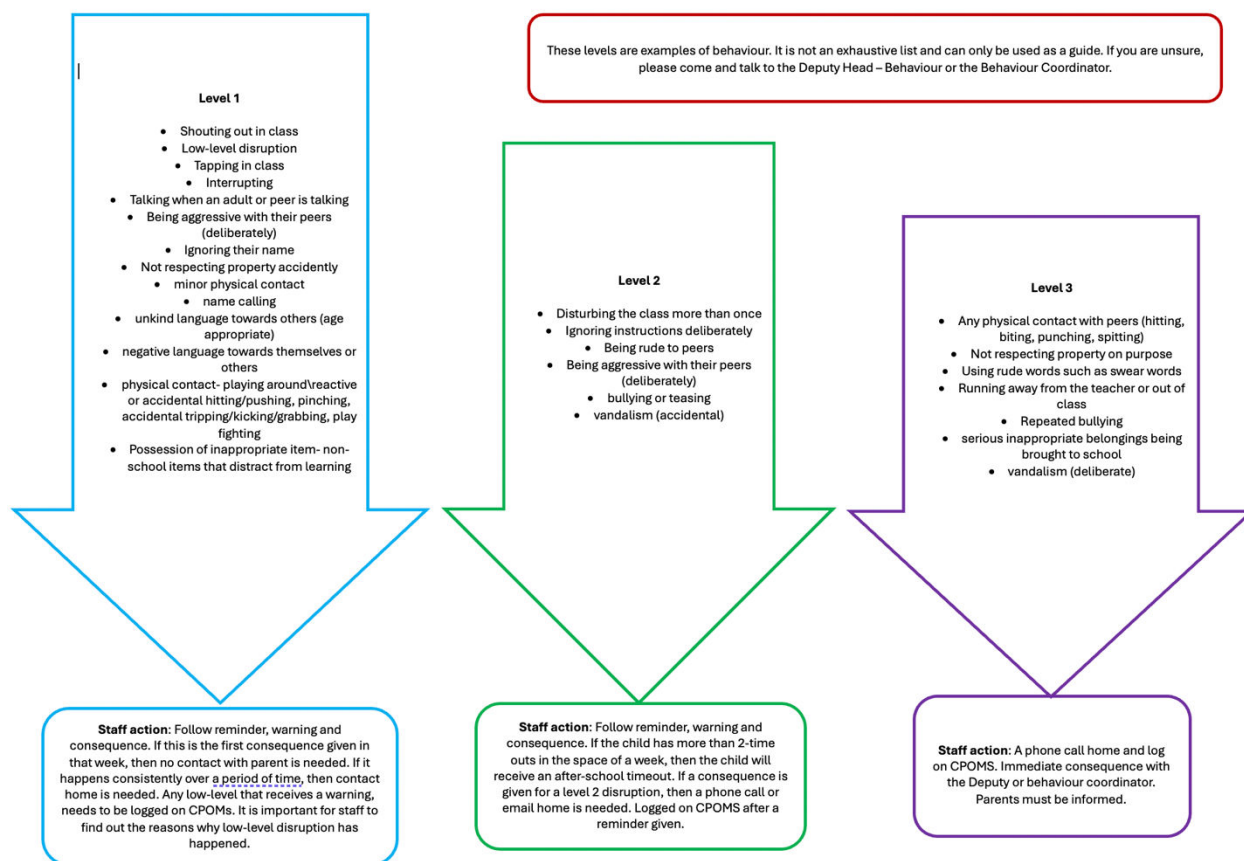 These levels are examples of behaviour. It is not an exhaustive list and can only be used as a guide. If you are unsure,
please come and talk to the Deputy Head – Behaviour or the Behaviour Coordinator.
Level 1
• Shouting out in class
• Low-level disruption
• Tapping in class
• Interrupting
• Talking when an adult or peer is talking
• Being aggressive with their peers
(deliberately)
• Ignoring their name
• Not respecting property accidently
• minor physical contact
• name calling
• unkind language towards others (age
appropriate)
• negative language towards themselves or
others
• physical contact- playing around\reactive
or accidental hitting/pushing, pinching,
accidental tripping/kicking/grabbing, play
fighting
• Possession of inappropriate item- non-
school items that distract from learning
Staff action: Follow reminder, warning and
consequence. If this is the first consequence given in
that week, then no contact with parent is needed. If
it happens consistently over a period of time, then contact
home is needed. Any low-level that receives a warning,
needs to be logged on CPOMs. It is important for staff to
find out the reasons why low-level disruption has
happened.
Level 2
• Disturbing the class more than once
• Ignoring instructions deliberately
• Being rude to peers
• Being aggressive with their peers
(deliberately)
• bullying or teasing
• vandalism (accidental)
Staff action: Follow reminder, warning and
consequence. If the child has more than 2-time
outs in the space of a week, then the child will
receive an after-school timeout. If a consequence is
given for a level 2 disruption, then a phone call or
email home is needed. Logged on CPOMS after a
reminder given.
Level 3
• Any physical contact with peers (hitting,
biting, punching, spitting)
• Not respecting property on purpose
• Using rude words such as swear words
• Running away from the teacher or out of
class
• Repeated bullying
• serious inappropriate belongings being
brought to school
• vandalism (deliberate)
Staff action: A phone call home and log
on CPOMS. Immediate consequence with
the Deputy or behaviour coordinator.
Parents must be informed.